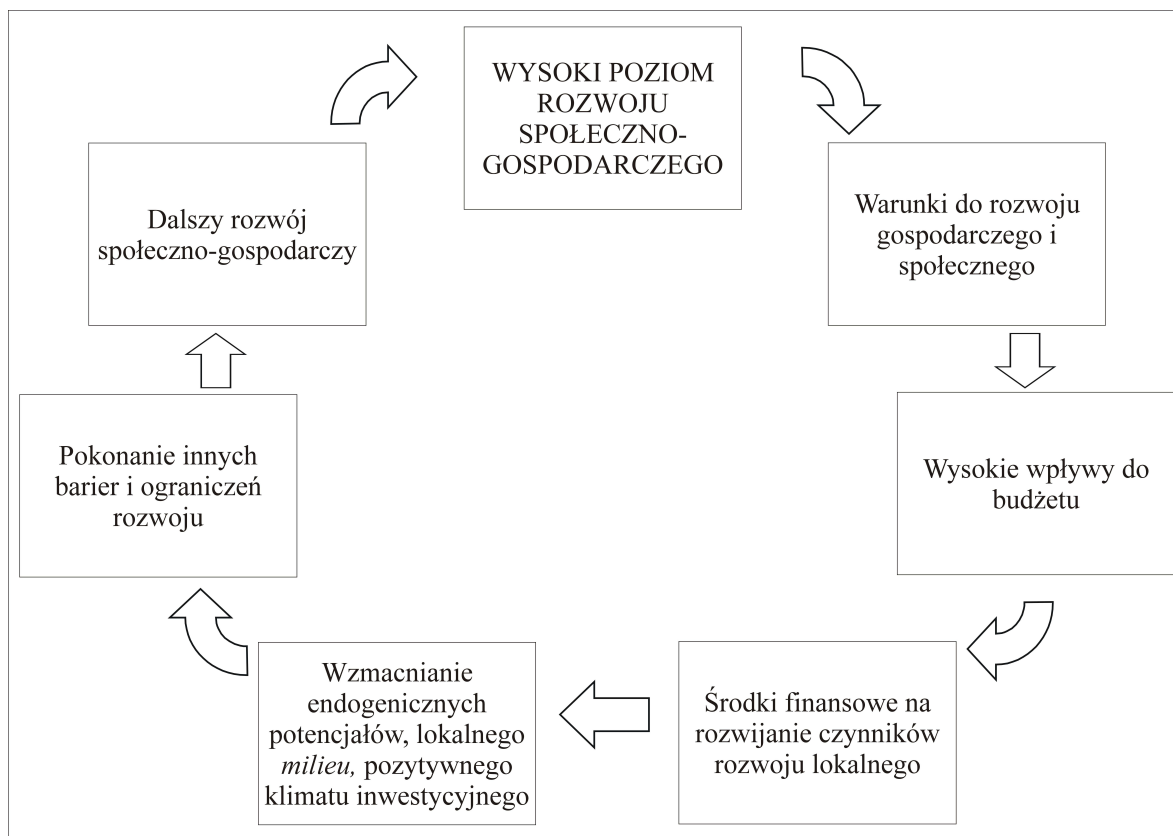 WYSOKI POZIOM
ROZWOJU
SPOŁECZNO-
GOSPODARCZEGO
Warunki do rozwoju
gospodarczego i
społecznego
Wysokie wpływy do
budżetu
Środki finansowe na
rozwijanie czynników
rozwoju lokalnego
Wzmacnianie
endogenicznych
potencjałów, lokalnego
milieu, pozytywnego
klimatu inwestycyjnego
Pokonanie innych
barier i ograniczeń
rozwoju
Dalszy rozwój
społeczno-gospodarczy